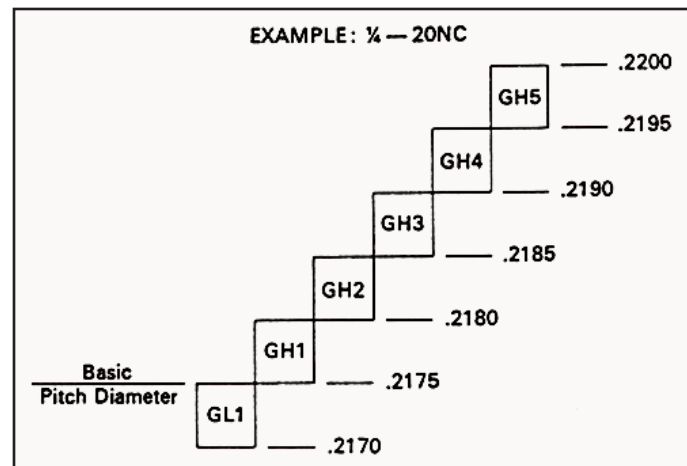 EXAMPLE: ¼ — 20NC
.2200
GH5
.2195
GH4
.2190
GH3
.2185
GH2
.2180
GH1
Basic
.2175
Pitch Diameter
GL1
.2170